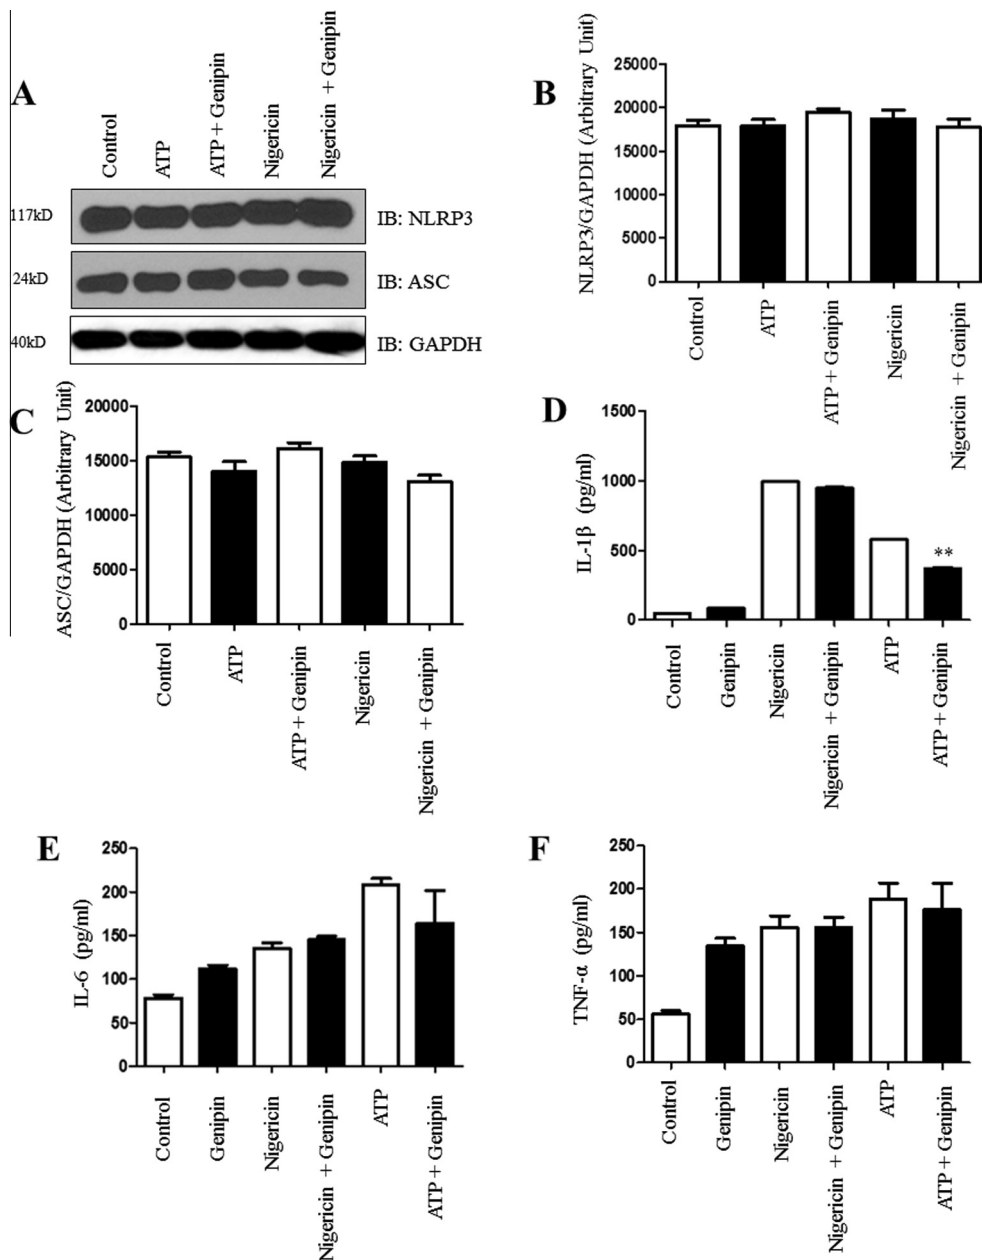 A
Control
ATP
ATP + Genipin
Nigericin
Nigericin + Genipin
117kD
IB: NLRP3
24kD
IB: ASC
40kD
IB: GAPDH
B
NLRP3/GAPDH (Arbitrary Unit)
25000
20000
15000
10000
5000
0
Control
ATP
ATP + Genipin
Nigericin
Nigericin + Genipin
C
ASC/GAPDH (Arbitrary Unit)
20000
15000
10000
5000
0
Control
ATP
ATP + Genipin
Nigericin
Nigericin + Genipin
D
IL-1β (pg/ml)
1500
1000
500
0
**
Control
Genipin
Nigericin
Nigericin + Genipin
ATP
ATP + Genipin
E
IL-6 (pg/ml)
250
200
150
100
50
0
Control
Genipin
Nigericin
Nigericin + Genipin
ATP
ATP + Genipin
F
TNF-α (pg/ml)
250
200
150
100
50
0
Control
Genipin
Nigericin
Nigericin + Genipin
ATP
ATP + Genipin